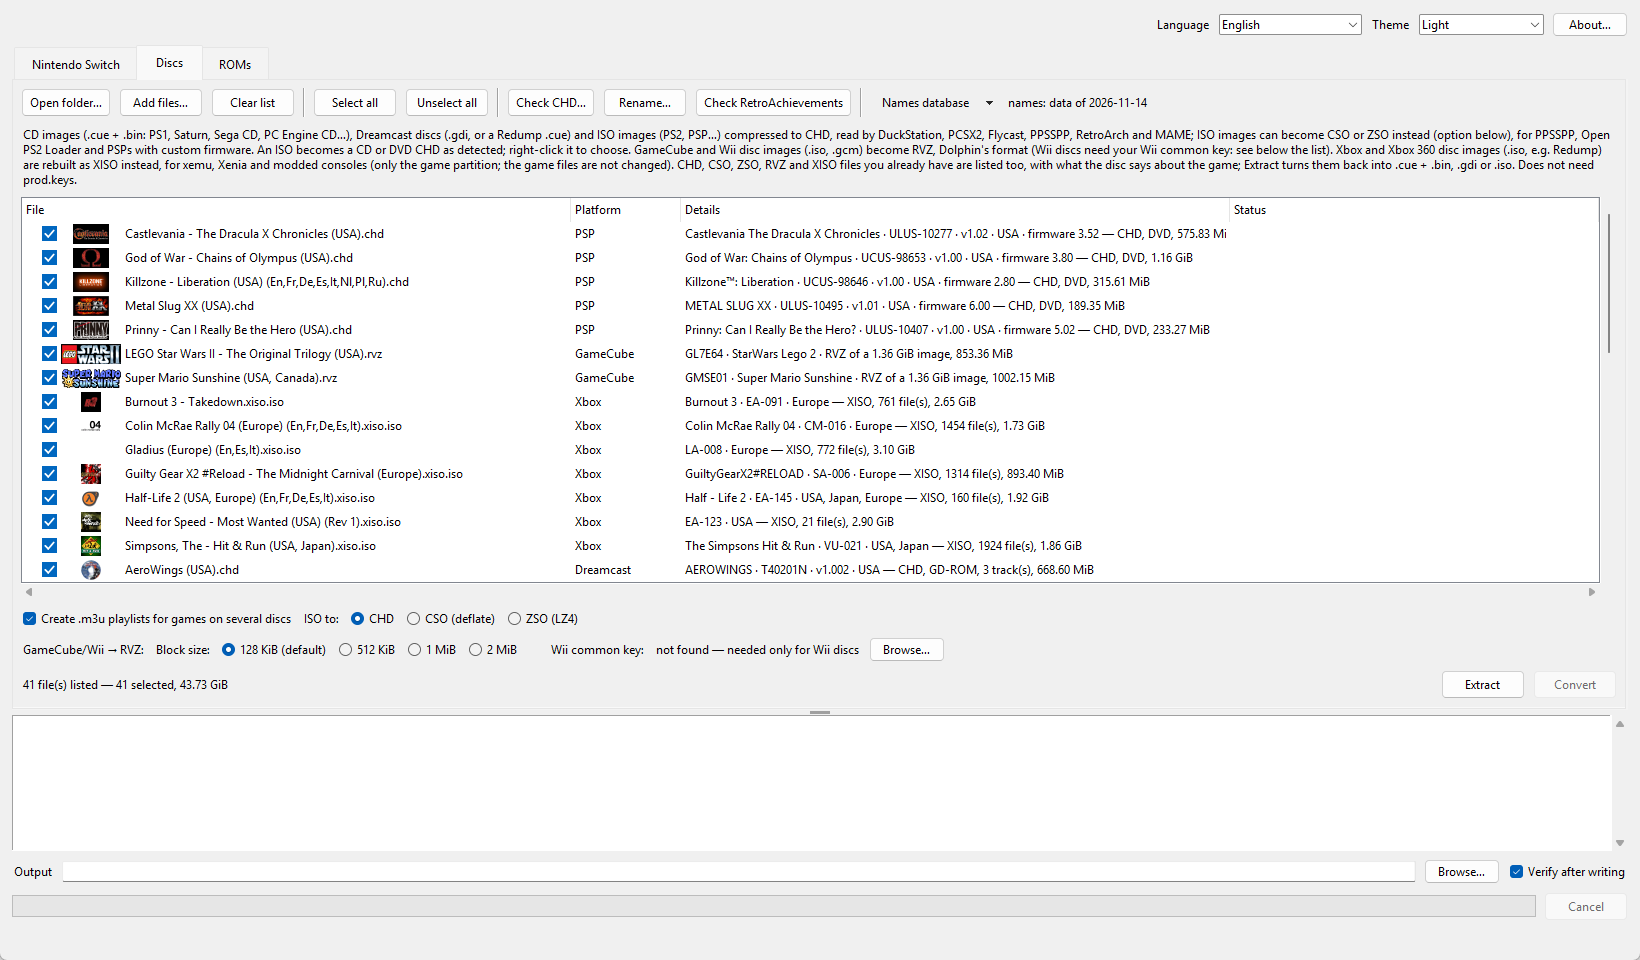 Language English Theme Light About...
Nintendo Switch Discs ROMs
Open folder... Add files... Clear list Select all Unselect all Check CHD... Rename... Check RetroAchievements Names database names: data of 2026-11-14
CD images (.cue + .bin: PS1, Saturn, Sega CD, PC Engine CD...), Dreamcast discs (.gdi, or a Redump .cue) and ISO images (PS2, PSP...) compressed to CHD, read by DuckStation, PCSX2, Flycast, PPSSPP, RetroArch and MAME; ISO images can become CSO or ZSO instead (option below), for PPSSPP, Open
PS2 Loader and PSPs with custom firmware. An ISO becomes a CD or DVD CHD as detected; right-click it to choose. GameCube and Wii disc images (.iso, .gcm) become RVZ, Dolphin's format (Wii discs need your Wii common key: see below the list). Xbox and Xbox 360 disc images (.iso, e.g. Redump)
are rebuilt as XISO instead, for xemu, Xenia and modded consoles (only the game partition; the game files are not changed). CHD, CSO, ZSO, RVZ and XISO files you already have are listed too, with what the disc says about the game; Extract turns them back into .cue + .bin, .gdi or .iso. Does not need
prod.keys.
File Platform Details Status
Castlevania - The Dracula X Chronicles (USA).chd PSP Castlevania The Dracula X Chronicles · ULUS-10277 · v1.02 · USA · firmware 3.52 — CHD, DVD, 575.83 Mi
God of War - Chains of Olympus (USA).chd PSP God of War: Chains of Olympus · UCUS-98653 · v1.00 · USA · firmware 3.80 — CHD, DVD, 1.16 GiB
KILLZONE Killzone - Liberation (USA) (En,Fr,De,Es,It,Nl,Pl,Ru).chd PSP Killzone™: Liberation · UCUS-98646 · v1.00 · USA · firmware 2.80 — CHD, DVD, 315.61 MiB
Metal Slug XX (USA).chd PSP METAL SLUG XX · ULUS-10495 · v1.01 · USA · firmware 6.00 — CHD, DVD, 189.35 MiB
PRINNY Prinny - Can I Really Be the Hero (USA).chd PSP Prinny: Can I Really Be the Hero? · ULUS-10407 · v1.00 · USA · firmware 5.02 — CHD, DVD, 233.27 MiB
LEGO STAR WARS II LEGO Star Wars II - The Original Trilogy (USA).rvz GameCube GL7E64 · StarWars Lego 2 · RVZ of a 1.36 GiB image, 853.36 MiB
SUPER MARIO SUNSHINE Super Mario Sunshine (USA, Canada).rvz GameCube GMSE01 · Super Mario Sunshine · RVZ of a 1.36 GiB image, 1002.15 MiB
Burnout 3 - Takedown.xiso.iso Xbox Burnout 3 · EA-091 · Europe — XISO, 761 file(s), 2.65 GiB
04 Colin McRae Rally 04 (Europe) (En,Fr,De,Es,It).xiso.iso Xbox Colin McRae Rally 04 · CM-016 · Europe — XISO, 1454 file(s), 1.73 GiB
Gladius (Europe) (En,Es,It).xiso.iso Xbox LA-008 · Europe — XISO, 772 file(s), 3.10 GiB
Guilty Gear X2 #Reload - The Midnight Carnival (Europe).xiso.iso Xbox GuiltyGearX2#RELOAD · SA-006 · Europe — XISO, 1314 file(s), 893.40 MiB
Half-Life 2 (USA, Europe) (En,Fr,De,Es,It).xiso.iso Xbox Half - Life 2 · EA-145 · USA, Japan, Europe — XISO, 160 file(s), 1.92 GiB
Need for Speed - Most Wanted (USA) (Rev 1).xiso.iso Xbox EA-123 · USA — XISO, 21 file(s), 2.90 GiB
Simpsons, The - Hit & Run (USA, Japan).xiso.iso Xbox The Simpsons Hit & Run · VU-021 · USA, Japan — XISO, 1924 file(s), 1.86 GiB
AeroWings (USA).chd Dreamcast AEROWINGS · T40201N · v1.002 · USA — CHD, GD-ROM, 3 track(s), 668.60 MiB
Create .m3u playlists for games on several discs ISO to: CHD CSO (deflate) ZSO (LZ4)
GameCube/Wii → RVZ: Block size: 128 KiB (default) 512 KiB 1 MiB 2 MiB Wii common key: not found — needed only for Wii discs Browse...
41 file(s) listed — 41 selected, 43.73 GiB Extract Convert
Output Browse... Verify after writing
Cancel